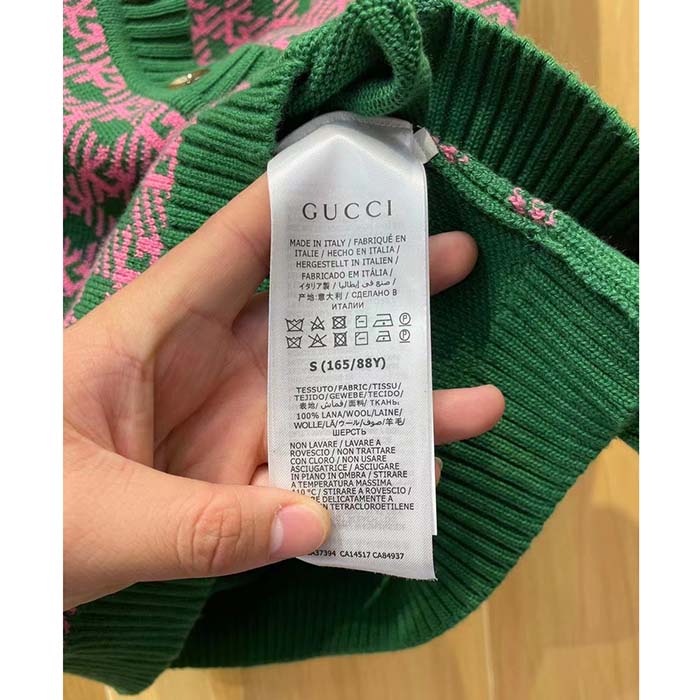 GUCCI
MADE IN ITALY / FABRIQUÉ EN
ITALIE / HECHO EN ITALIA /
HERGESTELLT IN ITALIEN /
FABRICADO EM ITÁLIA /
イタリア製 / صنع في إيطاليا /
产地:意大利 / СДЕЛАНО В
ИТАЛИИ
S (165/88Y)
TESSUTO/FABRIC/TISSU/
TEJIDO/GEWEBE/TECIDO/
表地/قماش/面料/ТКАНЬ:
100% LANA/WOOL/LAINE/
WOLLE/LÃ/ウール/صوف/羊毛/
ШЕРСТЬ
NON LAVARE / LAVARE A
ROVESCIO / NON TRATTARE
CON CLORO / NON USARE
ASCIUGATRICE / ASCIUGARE
IN PIANO IN OMBRA / STIRARE
A TEMPERATURA MASSIMA
110 °C / STIRARE A ROVESCIO /
RE DELICATAMENTE A
N TETRACLOROETILENE
A37394 CA14517 CA84937